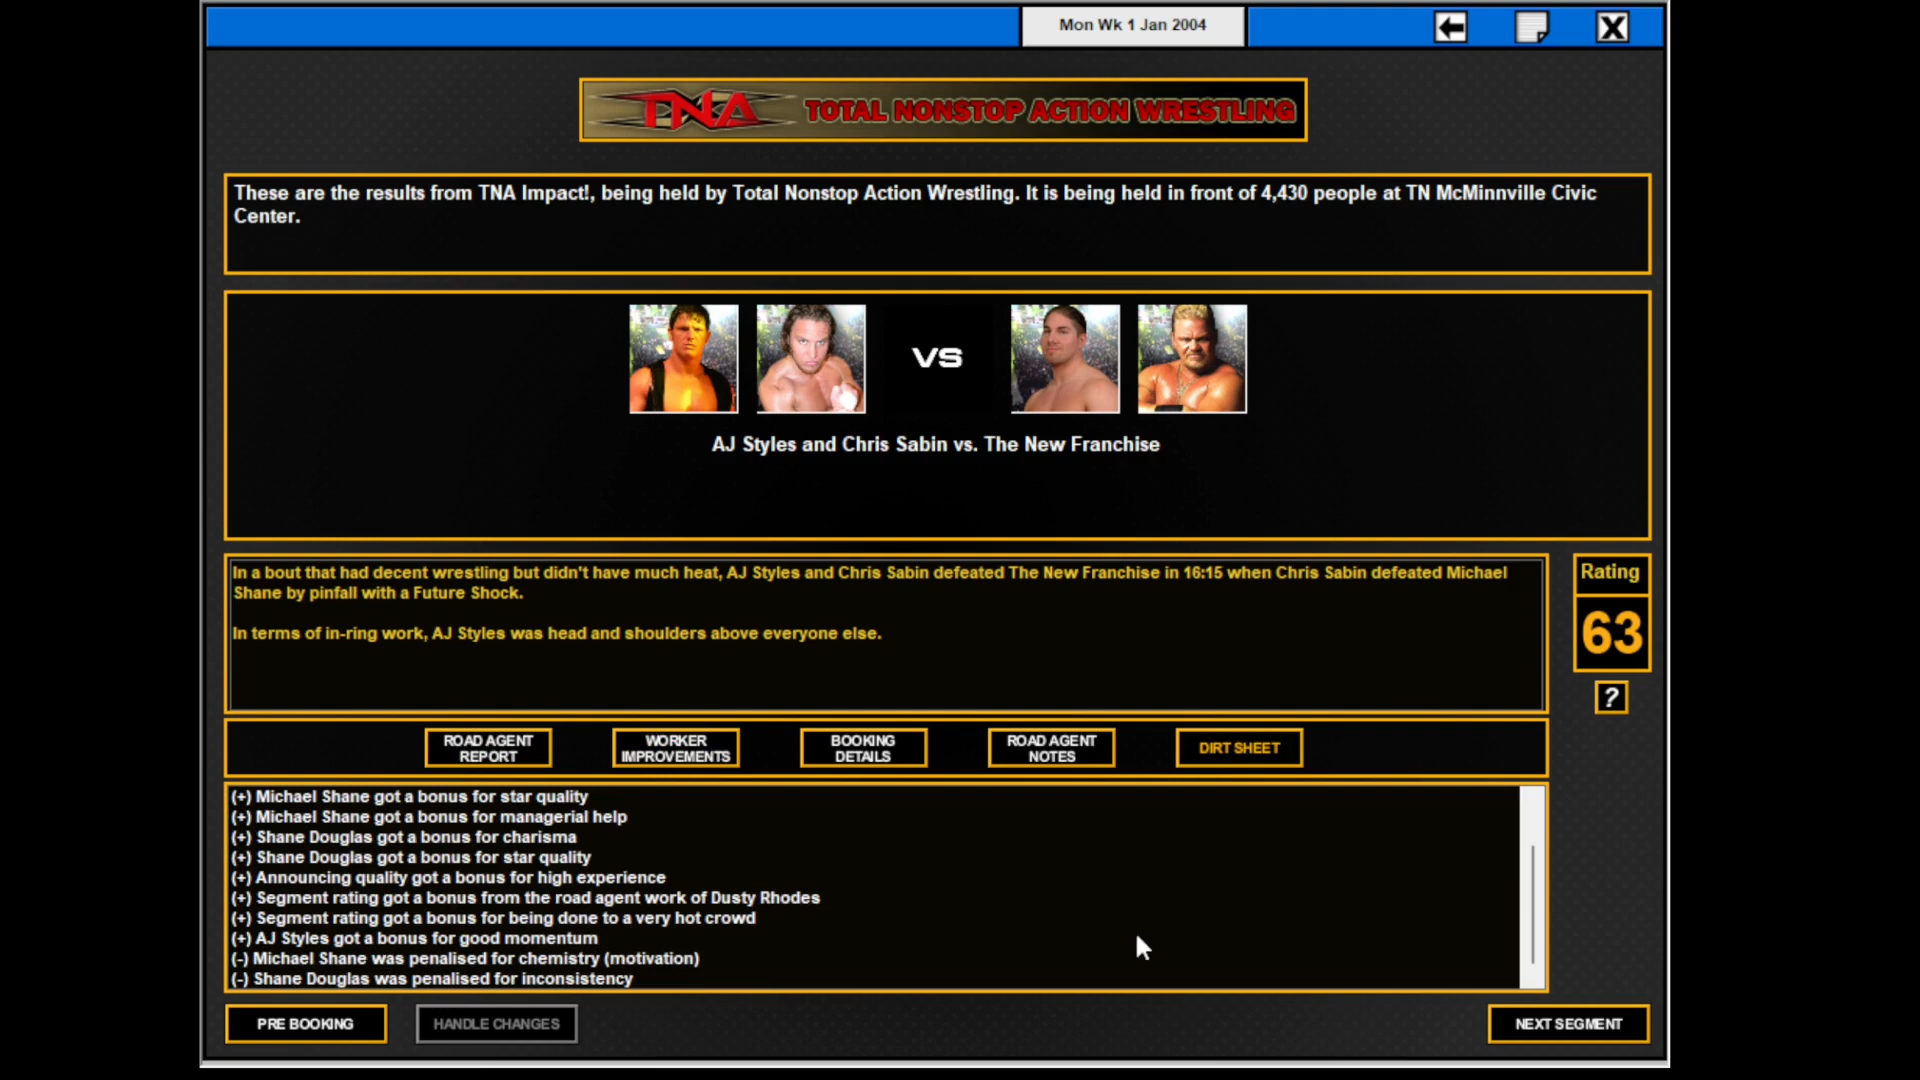 Mon Wk 1 Jan 2004
TNA TOTAL NONSTOP ACTION WRESTLING
These are the results from TNA Impact!, being held by Total Nonstop Action Wrestling. It is being held in front of 4,430 people at TN McMinnville Civic
Center.
VS
AJ Styles and Chris Sabin vs. The New Franchise
In a bout that had decent wrestling but didn't have much heat, AJ Styles and Chris Sabin defeated The New Franchise in 16:15 when Chris Sabin defeated Michael
Shane by pinfall with a Future Shock.
In terms of in-ring work, AJ Styles was head and shoulders above everyone else.
Rating
63
?
ROAD AGENT
REPORT
WORKER
IMPROVEMENTS
BOOKING
DETAILS
ROAD AGENT
NOTES
DIRT SHEET
(+) Michael Shane got a bonus for star quality
(+) Michael Shane got a bonus for managerial help
(+) Shane Douglas got a bonus for charisma
(+) Shane Douglas got a bonus for star quality
(+) Announcing quality got a bonus for high experience
(+) Segment rating got a bonus from the road agent work of Dusty Rhodes
(+) Segment rating got a bonus for being done to a very hot crowd
(+) AJ Styles got a bonus for good momentum
(-) Michael Shane was penalised for chemistry (motivation)
(-) Shane Douglas was penalised for inconsistency
PRE BOOKING
HANDLE CHANGES
NEXT SEGMENT